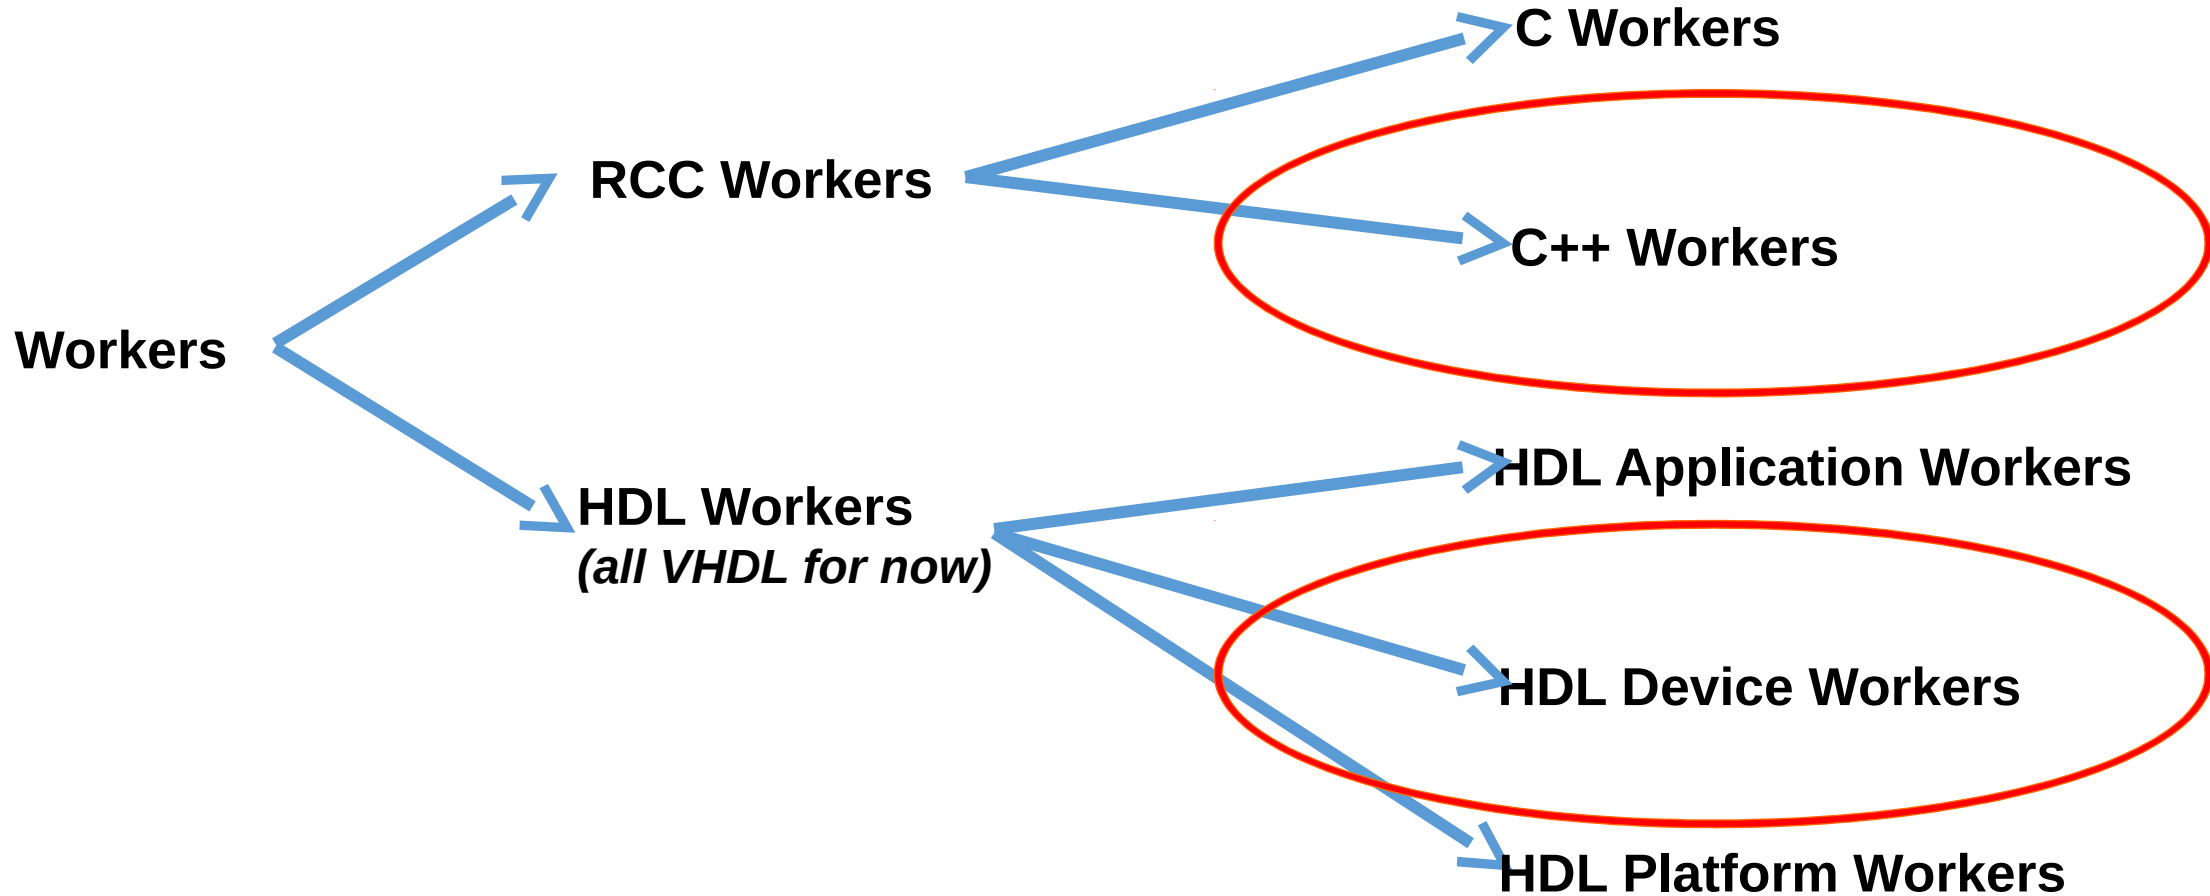 C Workers
RCC Workers
C++ Workers
Workers
HDL Application Workers
HDL Workers
(all VHDL for now)
HDL Device Workers
HDL Platform Workers